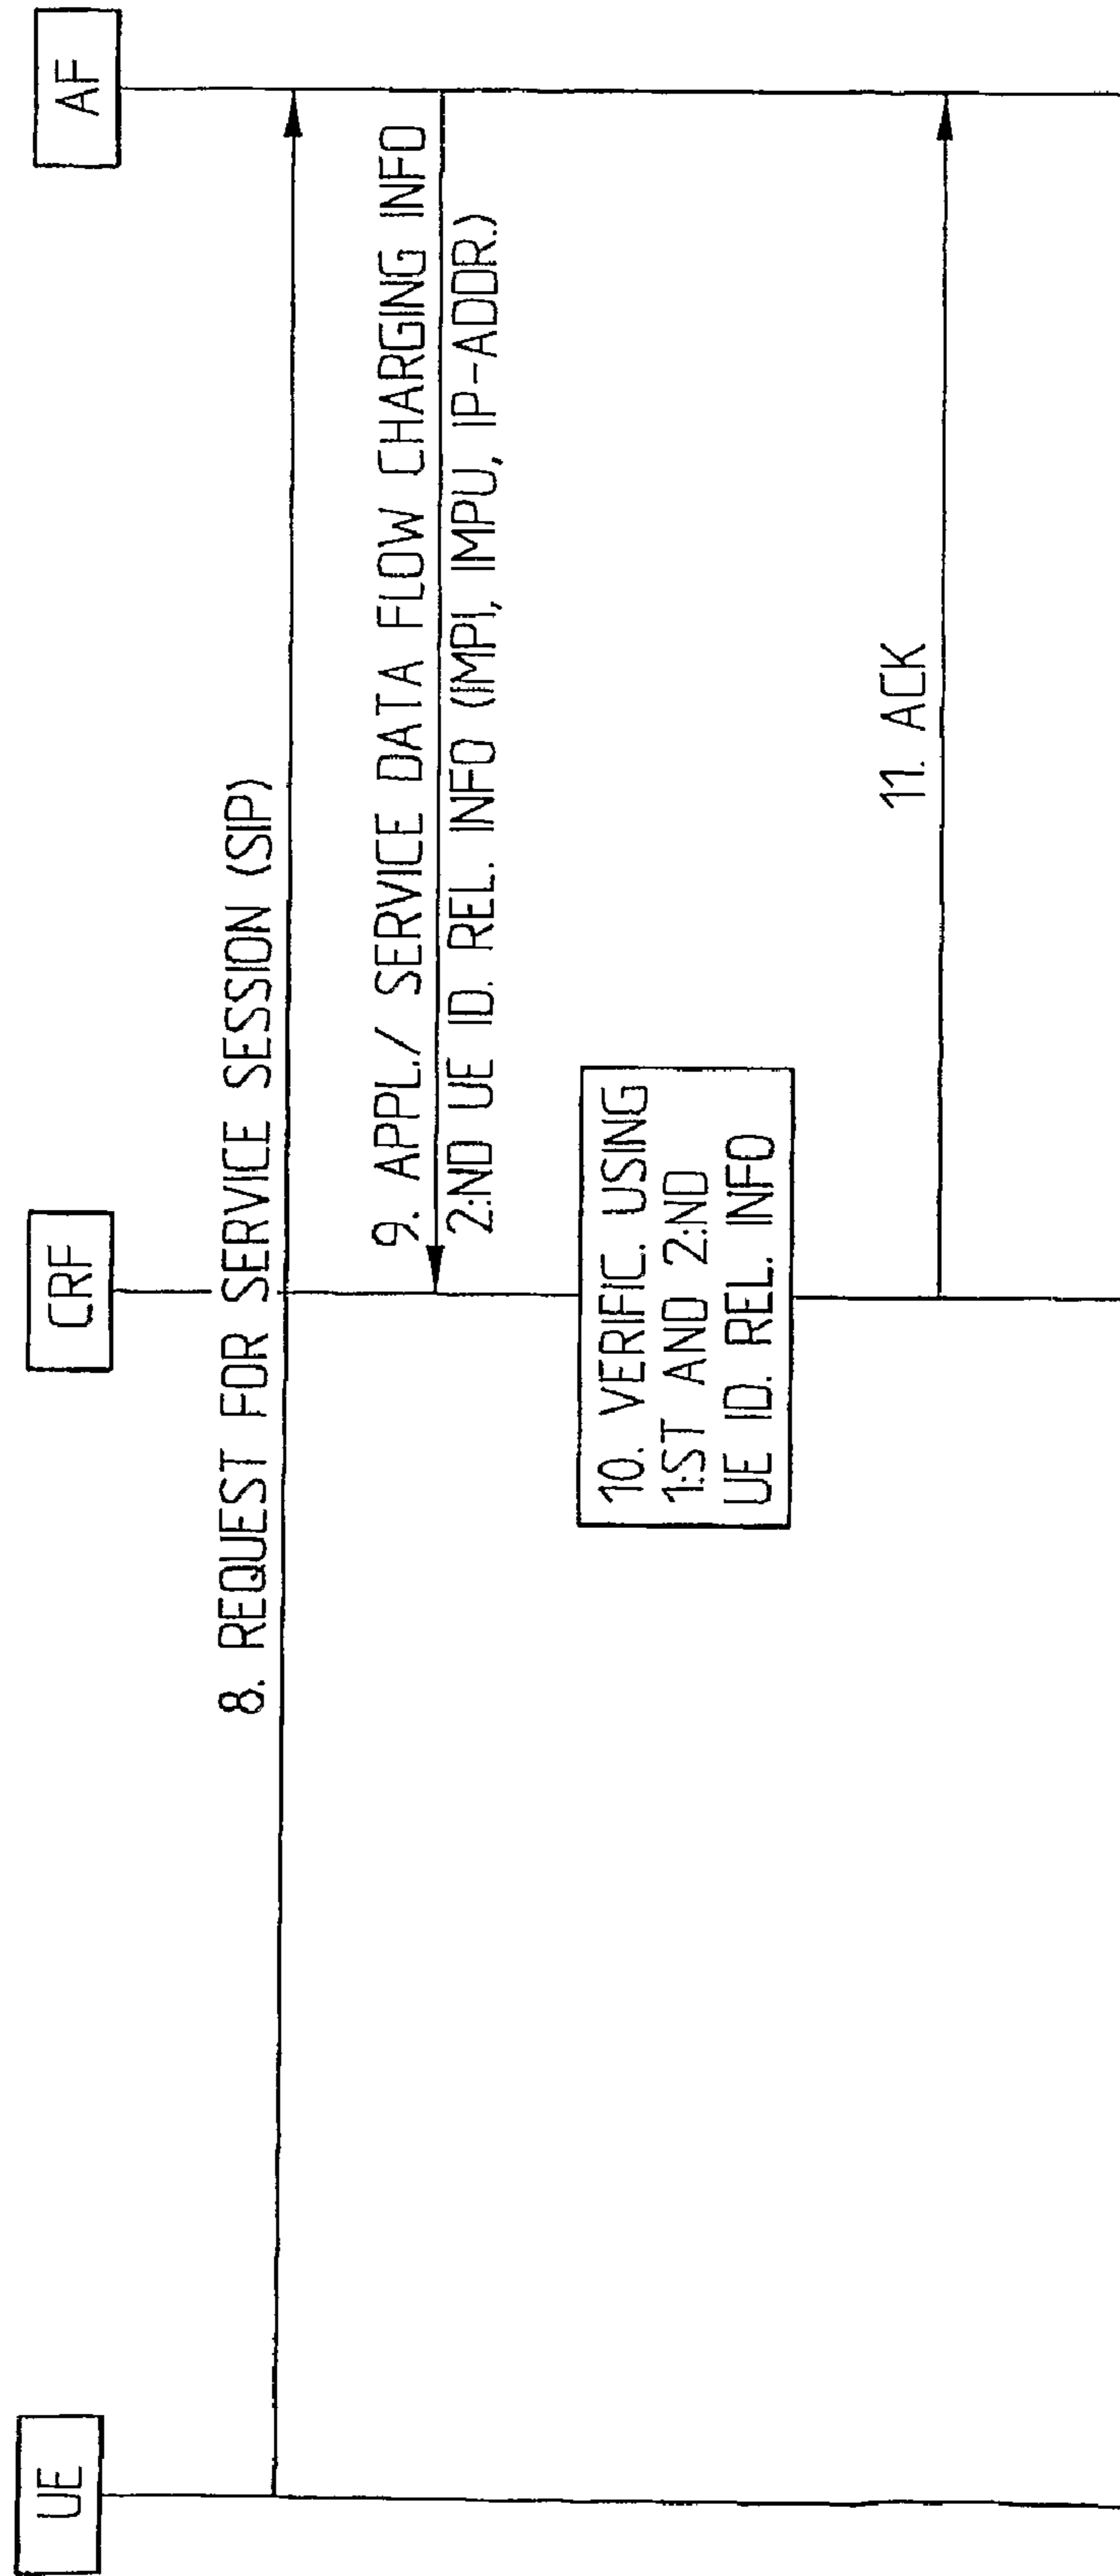 UE
CRF
AF
8. REQUEST FOR SERVICE SESSION (SIP)
9. APPL./ SERVICE DATA FLOW CHARGING INFO
2:ND UE ID. REL. INFO (IMPI, IMPU, IP-ADDR.)
10. VERIFIC. USING
1:ST AND 2:ND
UE ID. REL. INFO
11. ACK